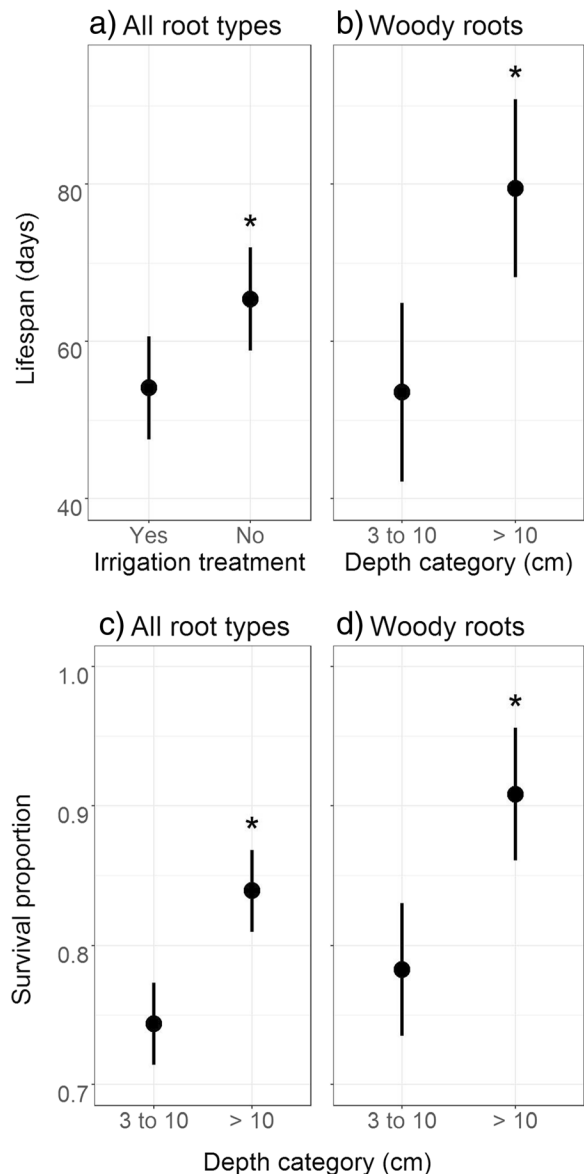 a) All root types
b) Woody roots
*
*
Lifespan (days)
80
60
40
Yes No
3 to 10 > 10
Irrigation treatment
Depth category (cm)
c) All root types
d) Woody roots
*
*
Survival proportion
1.0
0.9
0.8
0.7
3 to 10 > 10
3 to 10 > 10
Depth category (cm)